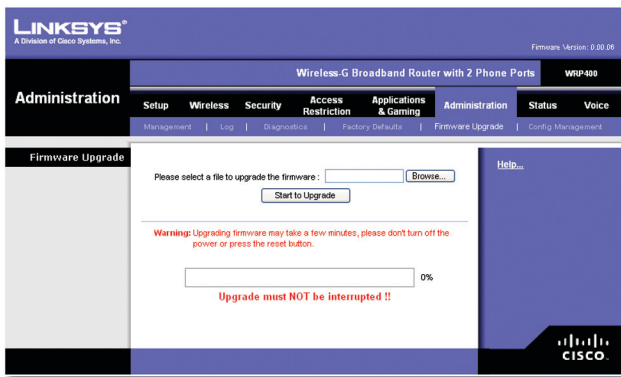 LINKSYS®
A Division of Cisco Systems, Inc.
Firmware Version: 0.00.06
Wireless-G Broadband Router with 2 Phone Ports WRP400
Administration
Setup Wireless Security Access Restriction Applications & Gaming Administration Status Voice
Management | Log | Diagnostics | Factory Defaults | Firmware Upgrade | Config Management
Firmware Upgrade
Please select a file to upgrade the firmware : Browse...
Start to Upgrade
Help...
Warning: Upgrading firmware may take a few minutes, please don't turn off the
power or press the reset button.
0%
Upgrade must NOT be interrupted !!
CISCO.